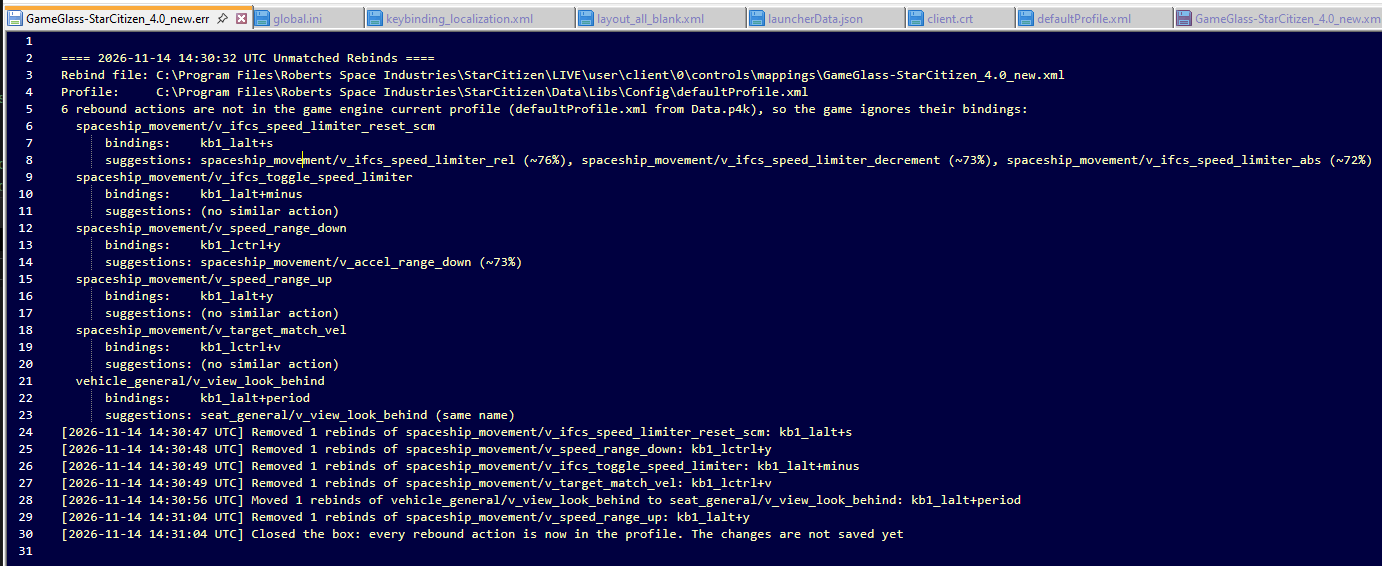 GameGlass-StarCitizen_4.0_new.err global.ini keybinding_localization.xml layout_all_blank.xml launcherData.json client.crt defaultProfile.xml GameGlass-StarCitizen_4.0_new.xm
1
2 ==== 2026-11-14 14:30:32 UTC Unmatched Rebinds ====
3 Rebind file: C:\Program Files\Roberts Space Industries\StarCitizen\LIVE\user\client\0\controls\mappings\GameGlass-StarCitizen_4.0_new.xml
4 Profile:     C:\Program Files\Roberts Space Industries\StarCitizen\Data\Libs\Config\defaultProfile.xml
5 6 rebound actions are not in the game engine current profile (defaultProfile.xml from Data.p4k), so the game ignores their bindings:
6   spaceship_movement/v_ifcs_speed_limiter_reset_scm
7       bindings:    kb1_lalt+s
8       suggestions: spaceship_movement/v_ifcs_speed_limiter_rel (~76%), spaceship_movement/v_ifcs_speed_limiter_decrement (~73%), spaceship_movement/v_ifcs_speed_limiter_abs (~72%)
9   spaceship_movement/v_ifcs_toggle_speed_limiter
10       bindings:    kb1_lalt+minus
11       suggestions: (no similar action)
12   spaceship_movement/v_speed_range_down
13       bindings:    kb1_lctrl+y
14       suggestions: spaceship_movement/v_accel_range_down (~73%)
15   spaceship_movement/v_speed_range_up
16       bindings:    kb1_lalt+y
17       suggestions: (no similar action)
18   spaceship_movement/v_target_match_vel
19       bindings:    kb1_lctrl+v
20       suggestions: (no similar action)
21   vehicle_general/v_view_look_behind
22       bindings:    kb1_lalt+period
23       suggestions: seat_general/v_view_look_behind (same name)
24 [2026-11-14 14:30:47 UTC] Removed 1 rebinds of spaceship_movement/v_ifcs_speed_limiter_reset_scm: kb1_lalt+s
25 [2026-11-14 14:30:48 UTC] Removed 1 rebinds of spaceship_movement/v_speed_range_down: kb1_lctrl+y
26 [2026-11-14 14:30:49 UTC] Removed 1 rebinds of spaceship_movement/v_ifcs_toggle_speed_limiter: kb1_lalt+minus
27 [2026-11-14 14:30:49 UTC] Removed 1 rebinds of spaceship_movement/v_target_match_vel: kb1_lctrl+v
28 [2026-11-14 14:30:56 UTC] Moved 1 rebinds of vehicle_general/v_view_look_behind to seat_general/v_view_look_behind: kb1_lalt+period
29 [2026-11-14 14:31:04 UTC] Removed 1 rebinds of spaceship_movement/v_speed_range_up: kb1_lalt+y
30 [2026-11-14 14:31:04 UTC] Closed the box: every rebound action is now in the profile. The changes are not saved yet
31